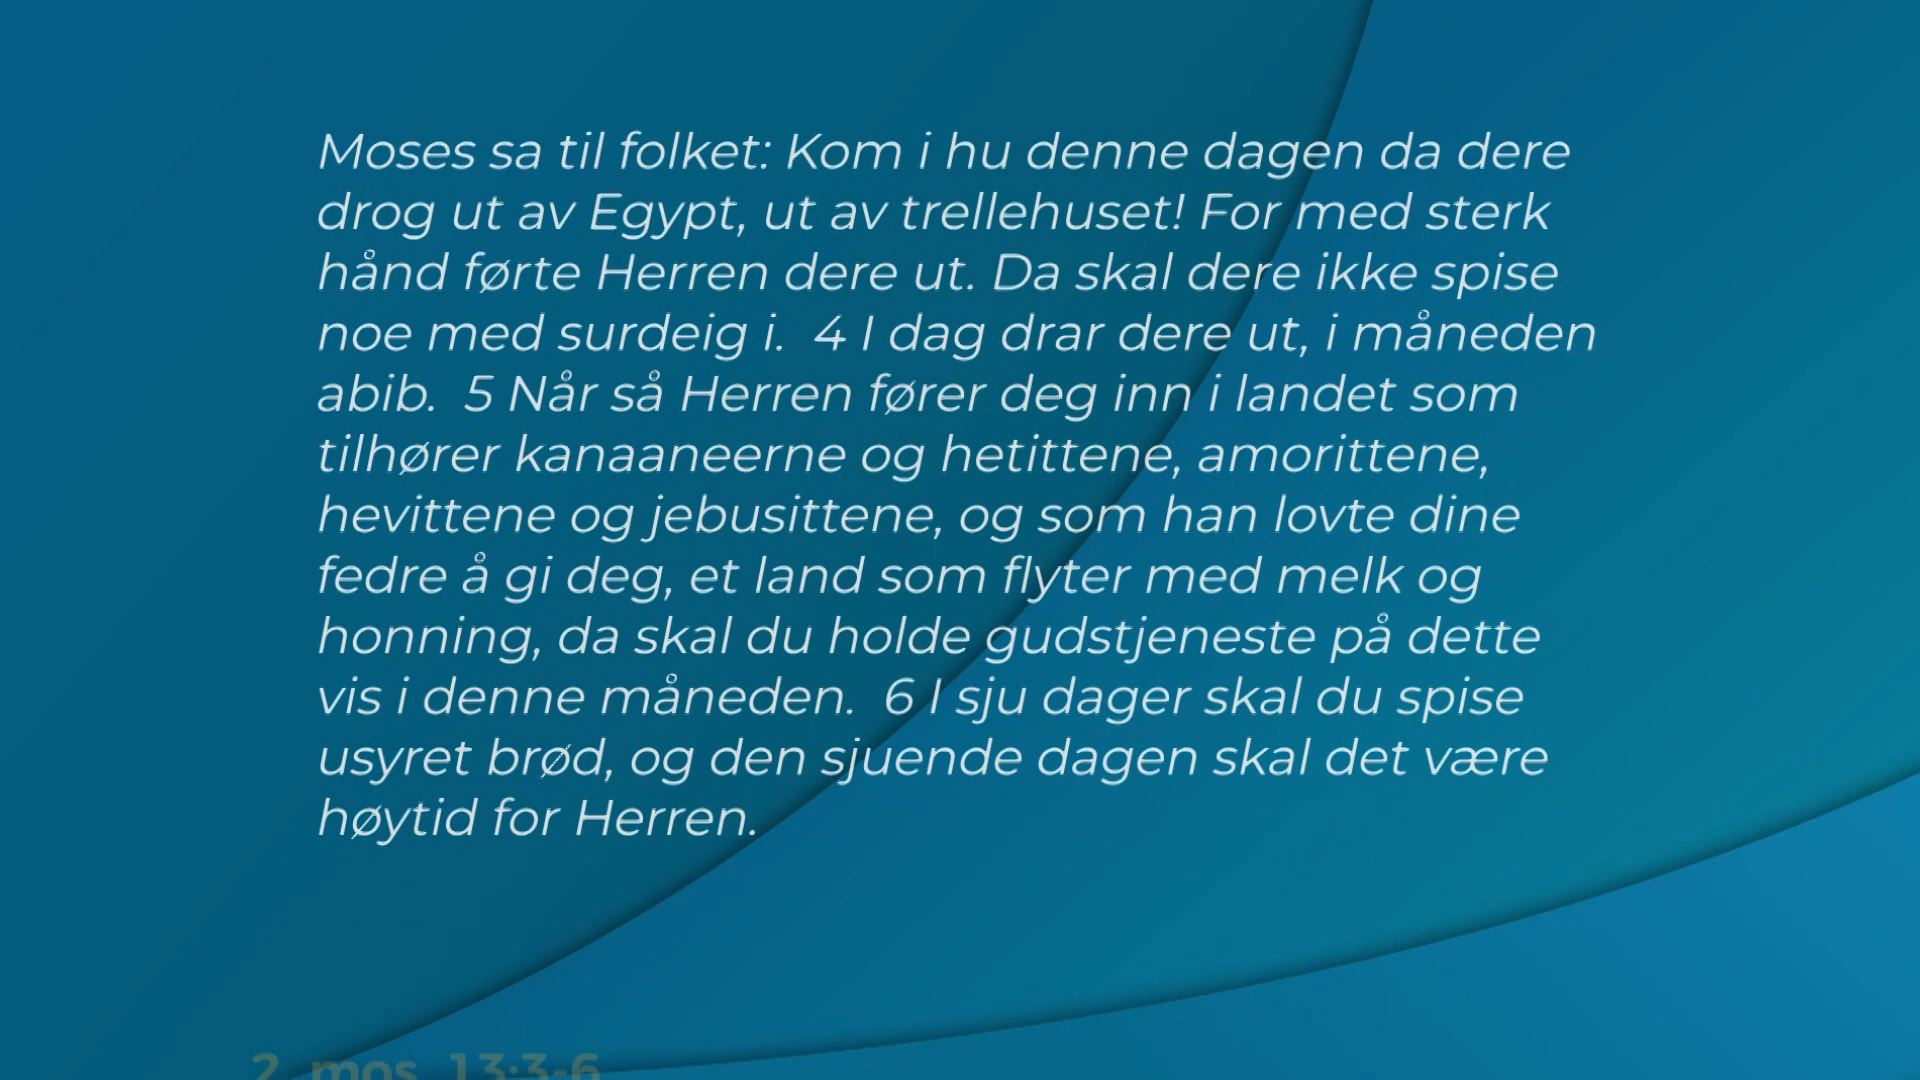 Moses sa til folket: Kom i hu denne dagen da dere
drog ut av Egypt, ut av trellehuset! For med sterk
hånd førte Herren dere ut. Da skal dere ikke spise
noe med surdeig i.  4 I dag drar dere ut, i måneden
abib.  5 Når så Herren fører deg inn i landet som
tilhører kanaaneerne og hetittene, amorittene,
hevittene og jebusittene, og som han lovte dine
fedre å gi deg, et land som flyter med melk og
honning, da skal du holde gudstjeneste på dette
vis i denne måneden.  6 I sju dager skal du spise
usyret brød, og den sjuende dagen skal det være
høytid for Herren.
2. mos. 13:3-6